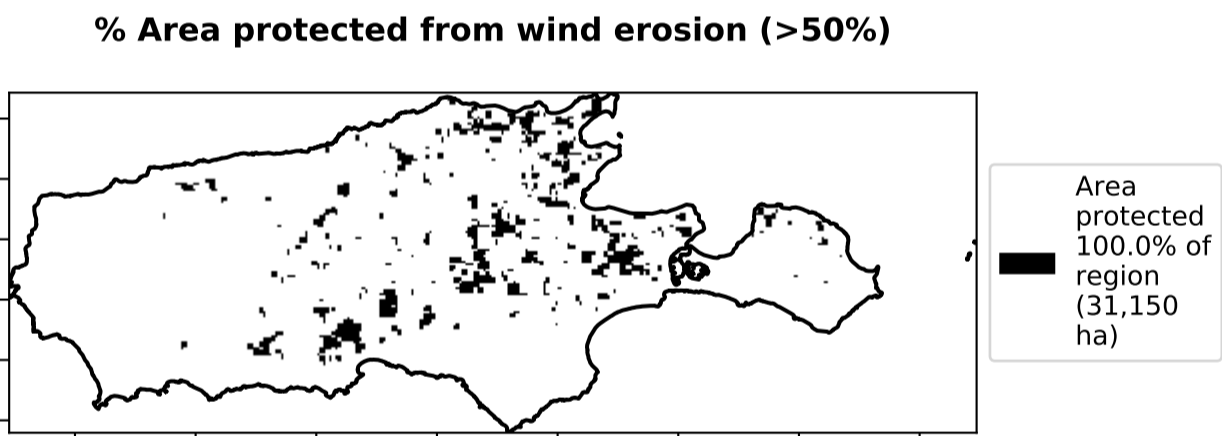 % Area protected from wind erosion (>50%)
Area
protected
100.0% of
region
(31,150
ha)